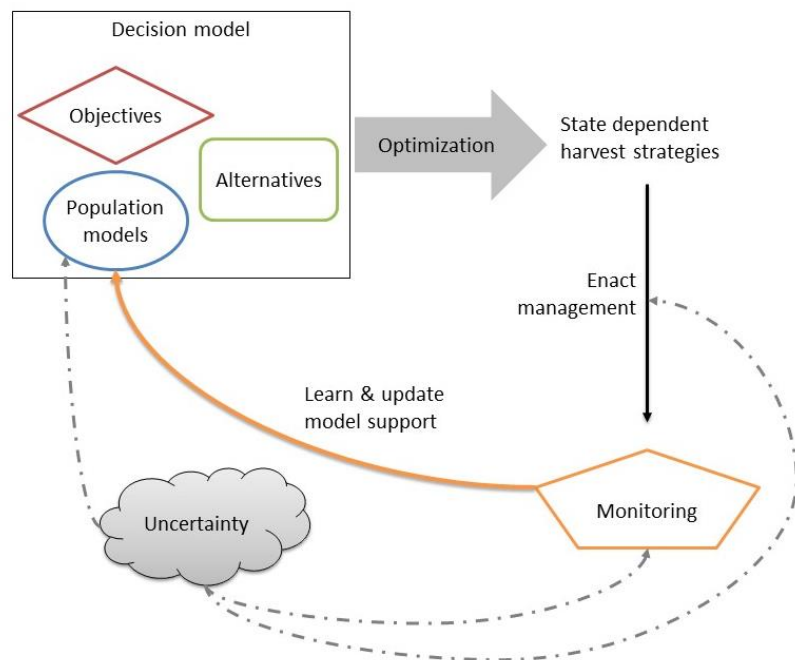 Decision model
Objectives
Alternatives
Population
models
Optimization
State dependent
harvest strategies
Enact
management
Learn & update
model support
Uncertainty
Monitoring